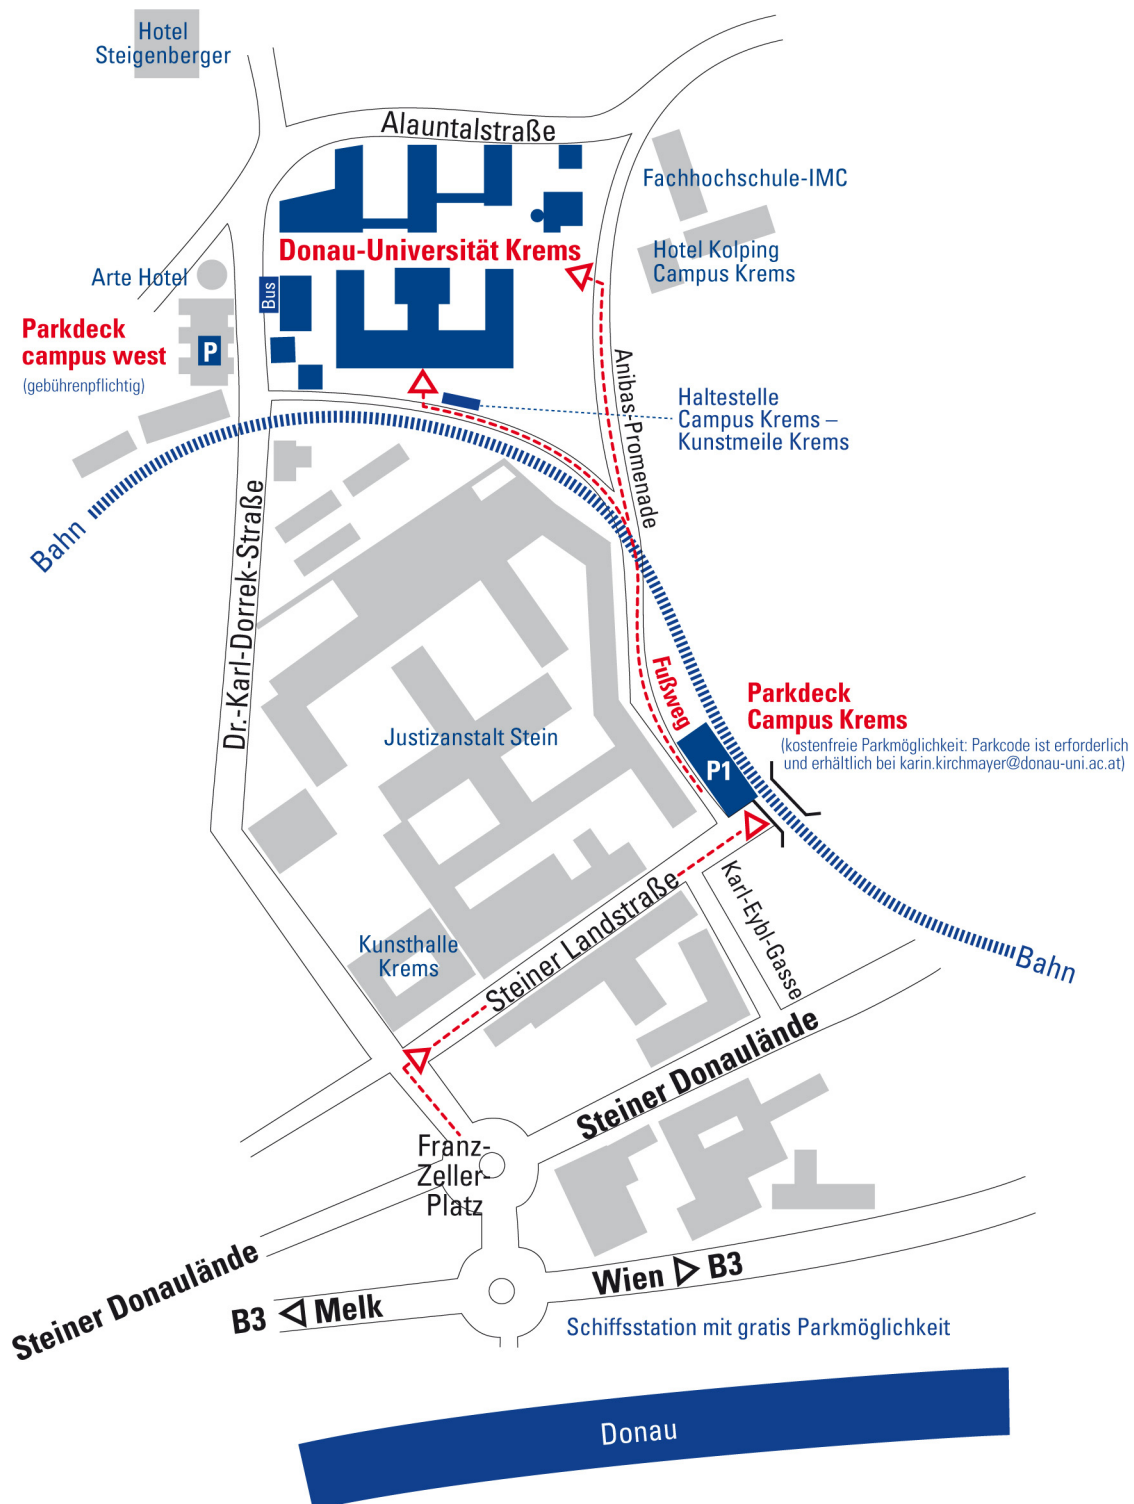 Hotel
Steigenberger
Alauntalstraße
Fachhochschule-IMC
Donau-Universität Krems
Hotel Kolping
Campus Krems
Arte Hotel
Bus
Parkdeck
campus west
(gebührenpflichtig)
P
Anibas-Promenade
Haltestelle
Campus Krems –
Kunstmeile Krems
Bahn
Dr.-Karl-Dorrek-Straße
Fußweg
Parkdeck
Campus Krems
(kostenfreie Parkmöglichkeit: Parkcode ist erforderlich
und erhältlich bei karin.kirchmayer@donau-uni.ac.at)
Justizanstalt Stein
P1
Karl-Eybl-Gasse
Kunsthalle
Krems
Steiner Landstraße
Bahn
Steiner Donaulände
Franz-
Zeller-
Platz
Steiner Donaulände
Wien B3
B3 Melk
Schiffsstation mit gratis Parkmöglichkeit
Donau